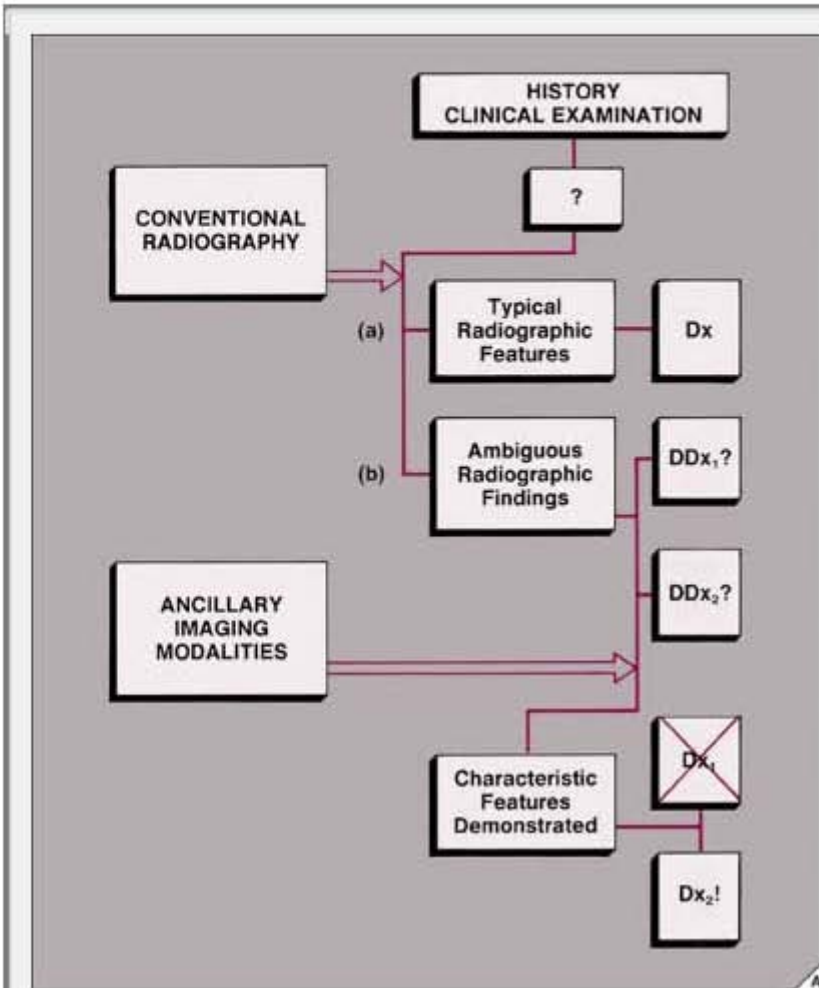 HISTORY
CLINICAL EXAMINATION
?
CONVENTIONAL
RADIOGRAPHY
(a)
Typical
Radiographic
Features
Dx
(b)
Ambiguous
Radiographic
Findings
DDx₁?
DDx₂?
ANCILLARY
IMAGING
MODALITIES
Characteristic
Features
Demonstrated
Dx₁
Dx₂!
A